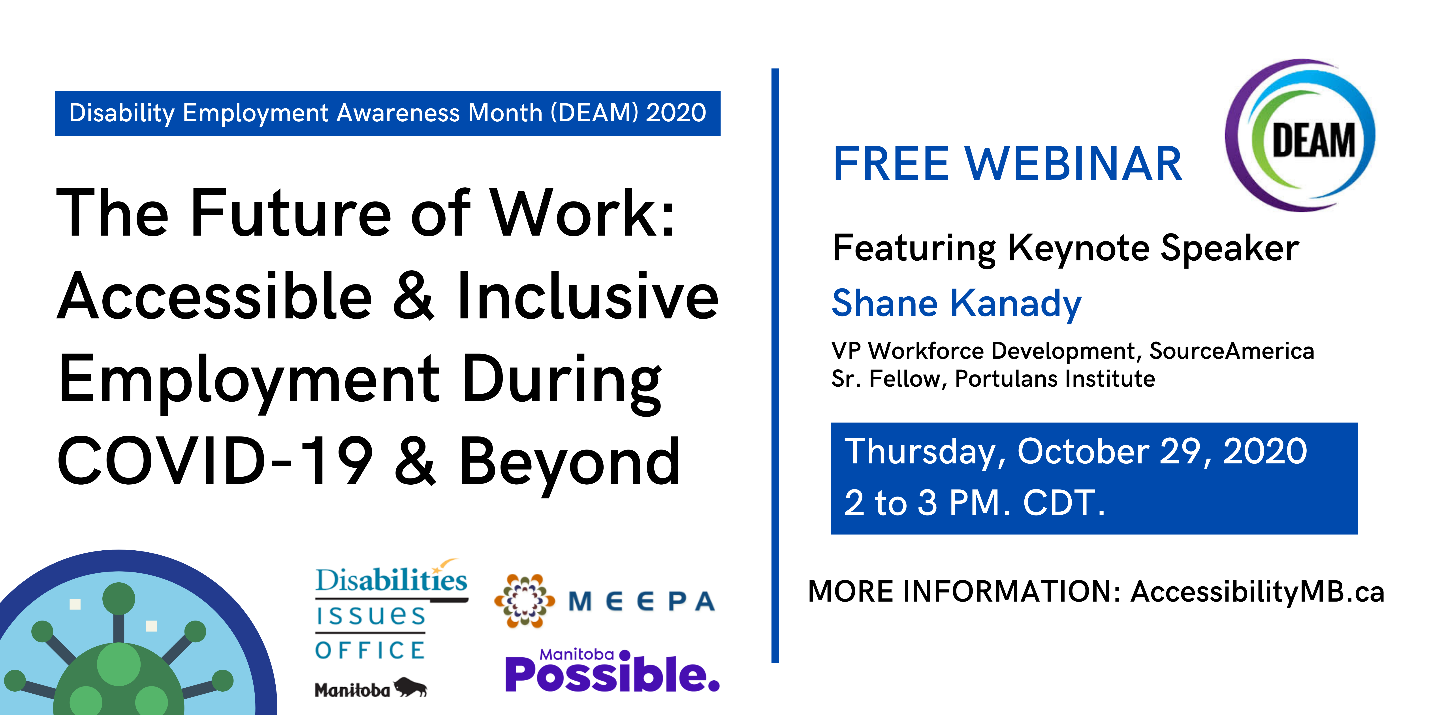 Disability Employment Awareness Month (DEAM) 2020
The Future of Work:
Accessible & Inclusive
Employment During
COVID-19 & Beyond
Disabilities
ISSUES
OFFICE
Manitoba
MEEPA
Manitoba
Possible.
FREE WEBINAR
DEAM
Featuring Keynote Speaker
Shane Kanady
VP Workforce Development, SourceAmerica
Sr. Fellow, Portulans Institute
Thursday, October 29, 2020
2 to 3 PM. CDT.
MORE INFORMATION: AccessibilityMB.ca